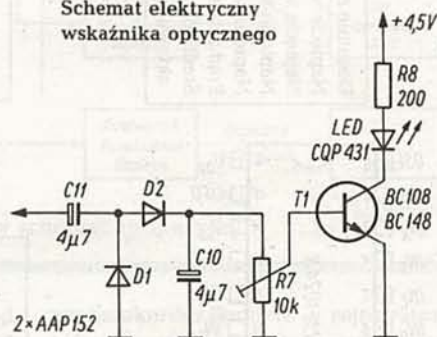 Schemat elektryczny
wskaźnika optycznego
+4,5V
R8
200
LED
CQP 431
T1
BC108
BC148
C11
4µ7
D2
D1
C10
4µ7
R7
10k
2×AAP152